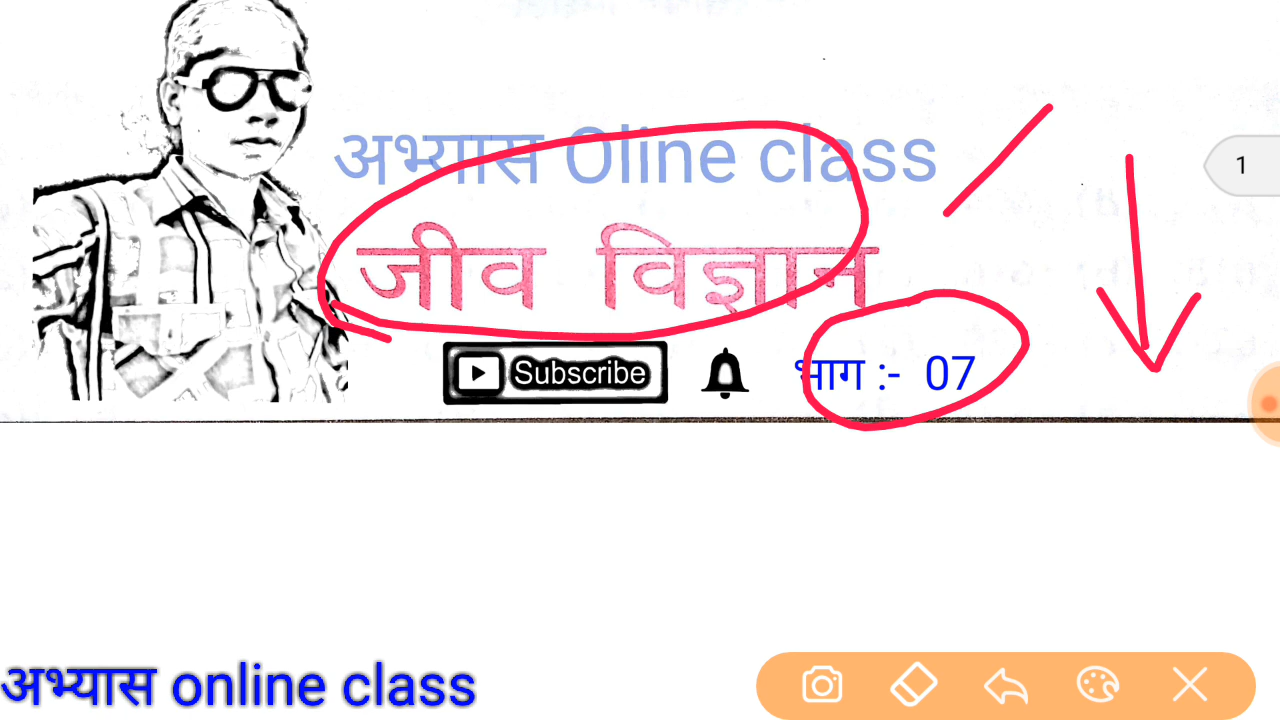 अभ्यास Oline class
1
जीव विज्ञान
Subscribe
भाग :- 07
अभ्यास online class